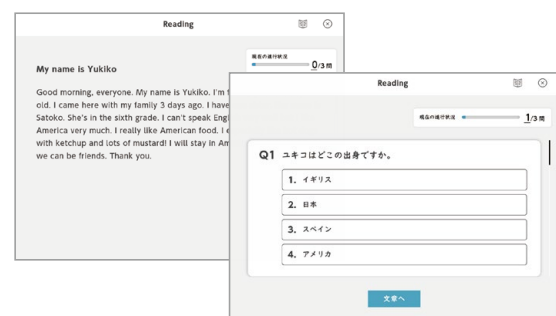 Reading
現在の進行状況
0/3 問
My name is Yukiko
Good morning, everyone. My name is Yukiko. I'm
old. I came here with my family 3 days ago. I have
Satoko. She's in the sixth grade. I can't speak
America very much. I really like American food. I
with ketchup and lots of mustard! I will stay in
we can be friends. Thank you.
Reading
現在の進行状況
1/3 問
Q1 ユキコはどこの出身ですか。
1. イギリス
2. 日本
3. スペイン
4. アメリカ
文章へ